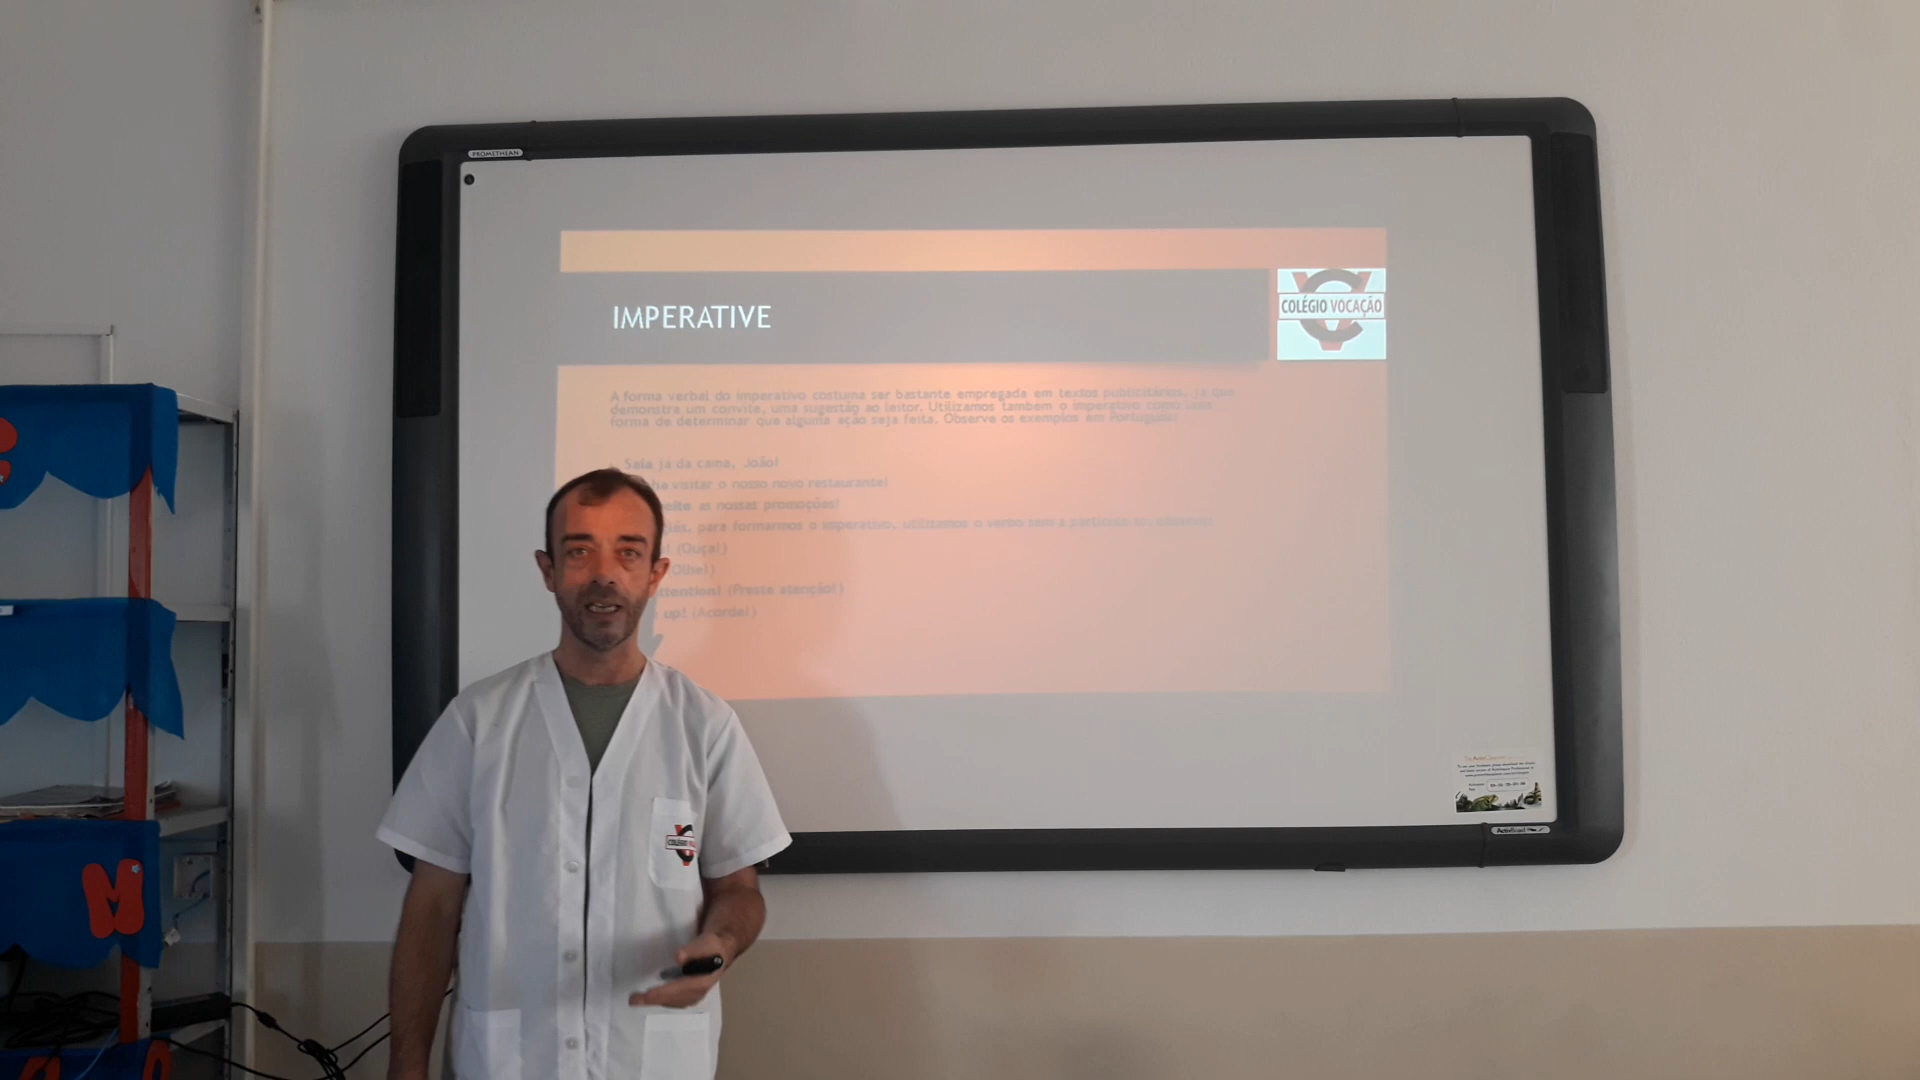 PROMETHEAN
IMPERATIVE
COLÉGIO VOCAÇÃO
A forma verbal do imperativo costuma ser bastante empregada em textos publicitários, já que
demonstra um convite, uma sugestão ao leitor. Utilizamos também o imperativo como uma
forma de determinar que alguma ação seja feita. Observe os exemplos em Português:
Saia já da cama, João!
visitar o nosso novo restaurante!
as nossas promoções!
para formarmos o imperativo, utilizamos o verbo sem a partícula to, observe:
(Ouça!)
(Olhe!)
attention! (Preste atenção!)
up! (Acorde!)
COLÉGIO
M
ActivBoard